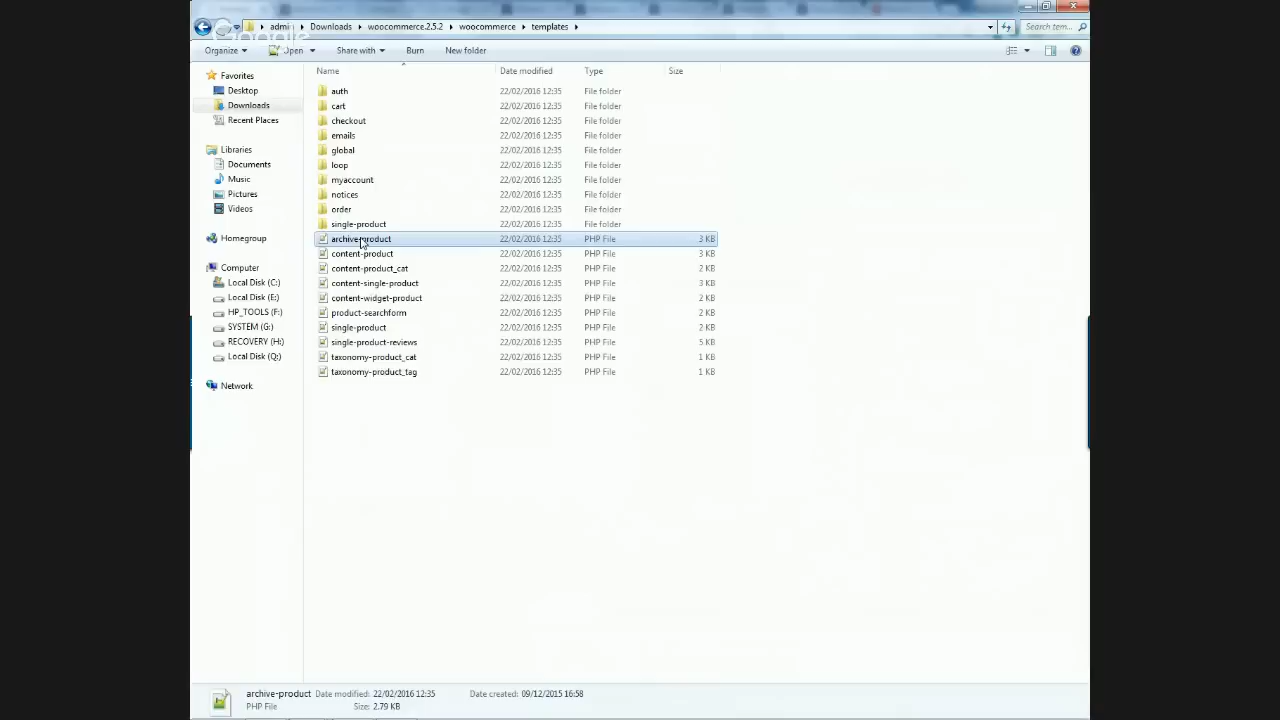 admin Downloads woocommerce.2.5.2 woocommerce templates Search tem...
Google
Organize Open Share with Burn New folder
Name Date modified Type Size
Favorites
Desktop
Downloads
Recent Places
Libraries
Documents
Music
Pictures
Videos
Homegroup
Computer
Local Disk (C:)
Local Disk (E:)
HP_TOOLS (F:)
SYSTEM (G:)
RECOVERY (H:)
Local Disk (Q:)
Network
auth 22/02/2016 12:35 File folder
cart 22/02/2016 12:35 File folder
checkout 22/02/2016 12:35 File folder
emails 22/02/2016 12:35 File folder
global 22/02/2016 12:35 File folder
loop 22/02/2016 12:35 File folder
myaccount 22/02/2016 12:35 File folder
notices 22/02/2016 12:35 File folder
order 22/02/2016 12:35 File folder
single-product 22/02/2016 12:35 File folder
archive-product 22/02/2016 12:35 PHP File 3 KB
content-product 22/02/2016 12:35 PHP File 3 KB
content-product_cat 22/02/2016 12:35 PHP File 2 KB
content-single-product 22/02/2016 12:35 PHP File 3 KB
content-widget-product 22/02/2016 12:35 PHP File 2 KB
product-searchform 22/02/2016 12:35 PHP File 2 KB
single-product 22/02/2016 12:35 PHP File 2 KB
single-product-reviews 22/02/2016 12:35 PHP File 5 KB
taxonomy-product_cat 22/02/2016 12:35 PHP File 1 KB
taxonomy-product_tag 22/02/2016 12:35 PHP File 1 KB
archive-product Date modified: 22/02/2016 12:35 Date created: 09/12/2015 16:58
PHP File Size: 2.79 KB